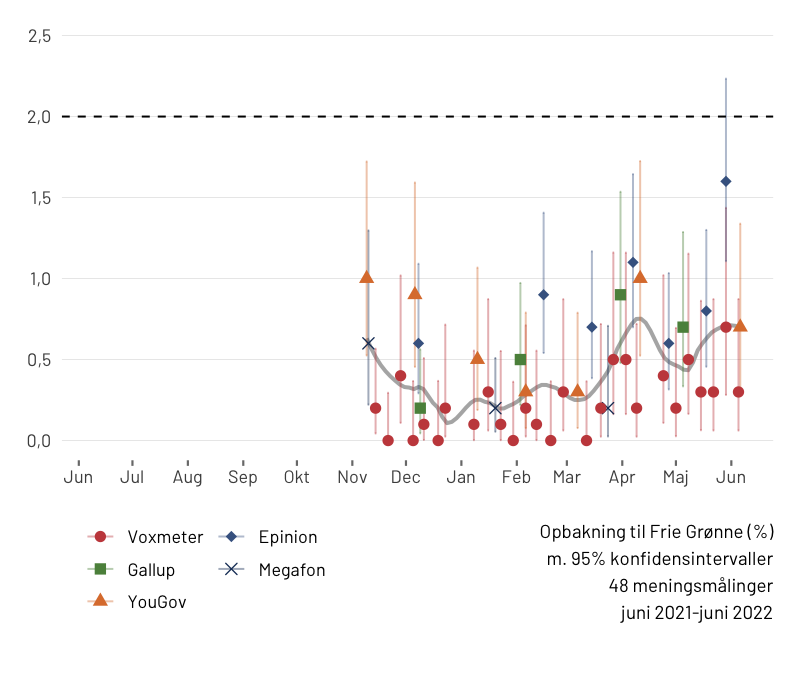 2,5
2,0
1,5
1,0
0,5
0,0
Jun Jul Aug Sep Okt Nov Dec Jan Feb Mar Apr Maj Jun
Voxmeter Epinion
Gallup Megafon
YouGov
Opbakning til Frie Grønne (%)
m. 95% konfidensintervaller
48 meningsmålinger
juni 2021-juni 2022